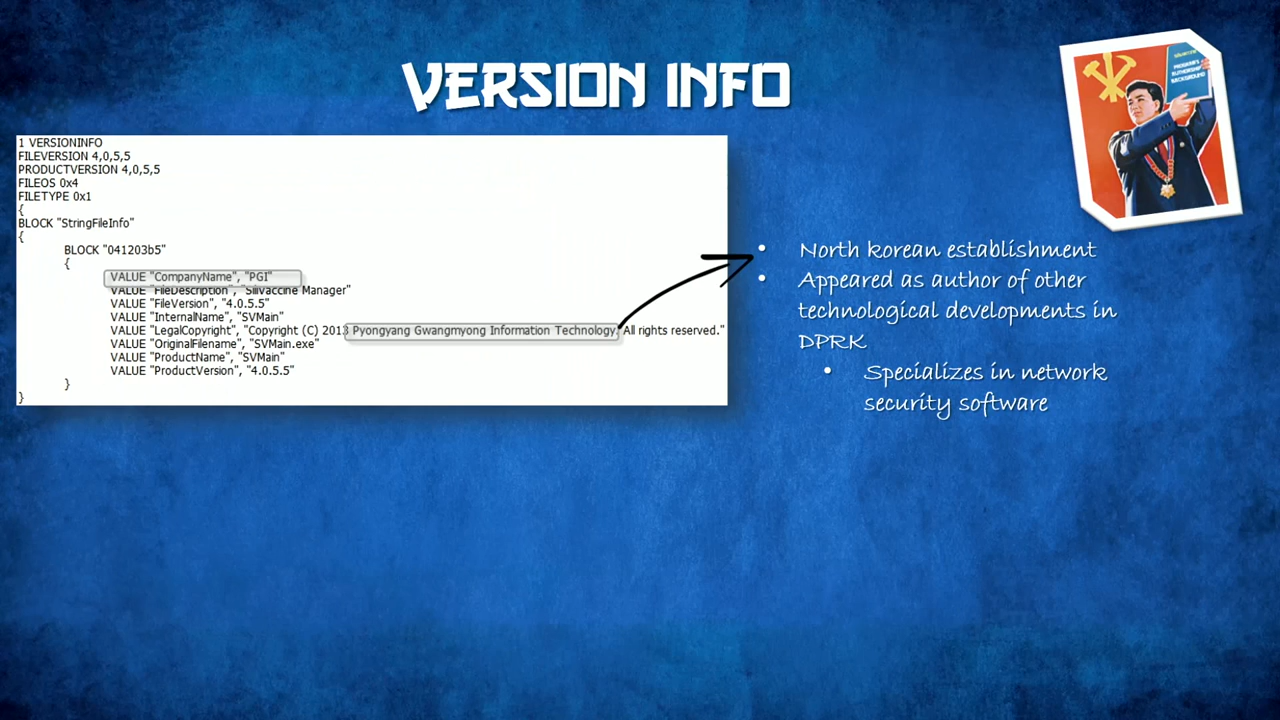 VERSION INFO
PROGRAM'S
AUTHORSHIP
BACKGROUND
1 VERSIONINFO
FILEVERSION 4,0,5,5
PRODUCTVERSION 4,0,5,5
FILEOS 0x4
FILETYPE 0x1
{
BLOCK "StringFileInfo"
{
BLOCK "041203b5"
{
VALUE "CompanyName", "PGI"
VALUE "FileDescription", "SiliVaccine Manager"
VALUE "FileVersion", "4.0.5.5"
VALUE "InternalName", "SVMain"
VALUE "LegalCopyright", "Copyright (C) 2013 Pyongyang Gwangmyong Information Technology. All rights reserved."
VALUE "OriginalFilename", "SVMain.exe"
VALUE "ProductName", "SVMain"
VALUE "ProductVersion", "4.0.5.5"
}
}
• North korean establishment
• Appeared as author of other
technological developments in
DPRK
• Specializes in network
security software